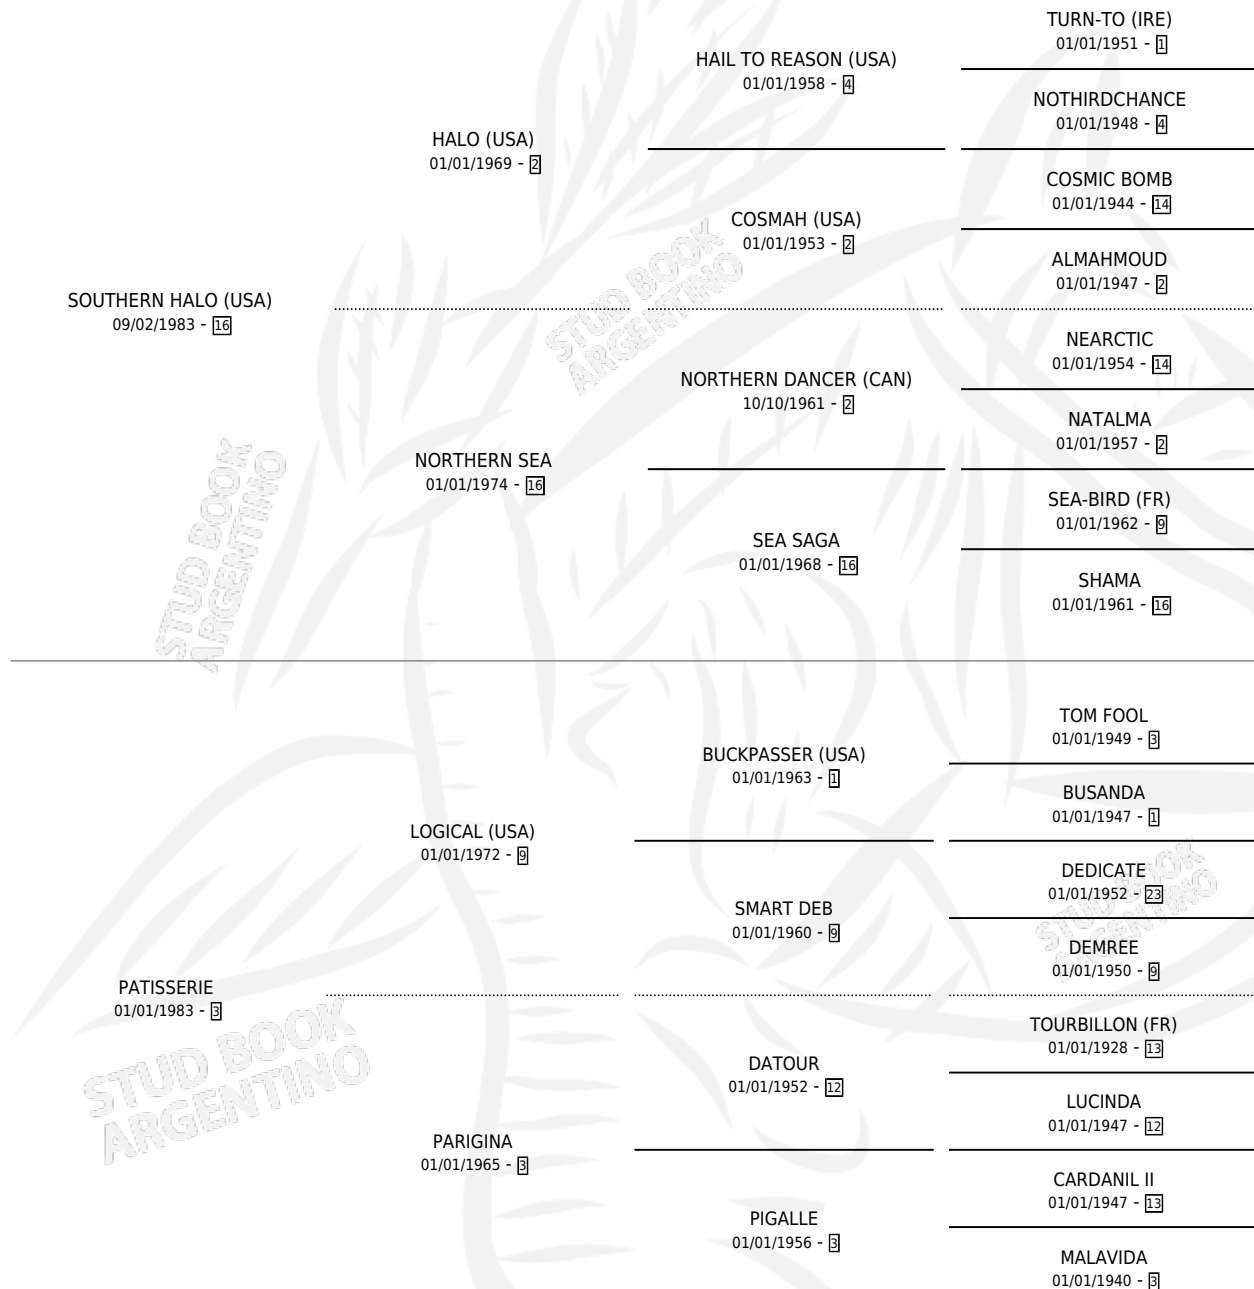 SOUTHERN HALO (USA)
09/02/1983 - 16
HALO (USA)
01/01/1969 - 2
HAIL TO REASON (USA)
01/01/1958 - 4
TURN-TO (IRE)
01/01/1951 - 1
NOTHIRDCHANCE
01/01/1948 - 4
COSMAH (USA)
01/01/1953 - 2
COSMIC BOMB
01/01/1944 - 14
ALMAHMOUD
01/01/1947 - 2
NORTHERN SEA
01/01/1974 - 16
NORTHERN DANCER (CAN)
10/10/1961 - 2
NEARCTIC
01/01/1954 - 14
NATALMA
01/01/1957 - 2
SEA SAGA
01/01/1968 - 16
SEA-BIRD (FR)
01/01/1962 - 9
SHAMA
01/01/1961 - 16
PATISSERIE
01/01/1983 - 3
LOGICAL (USA)
01/01/1972 - 9
BUCKPASSER (USA)
01/01/1963 - 1
TOM FOOL
01/01/1949 - 3
BUSANDA
01/01/1947 - 1
SMART DEB
01/01/1960 - 9
DEDICATE
01/01/1952 - 23
DEMREE
01/01/1950 - 9
PARIGINA
01/01/1965 - 3
DATOUR
01/01/1952 - 12
TOURBILLON (FR)
01/01/1928 - 13
LUCINDA
01/01/1947 - 12
PIGALLE
01/01/1956 - 3
CARDANIL II
01/01/1947 - 13
MALAVIDA
01/01/1940 - 3
STUD BOOK
ARGENTINO
STUD BOOK
ARGENTINO
STUD BOOK
ARGENTINO
STUD BOOK
ARGENTINO